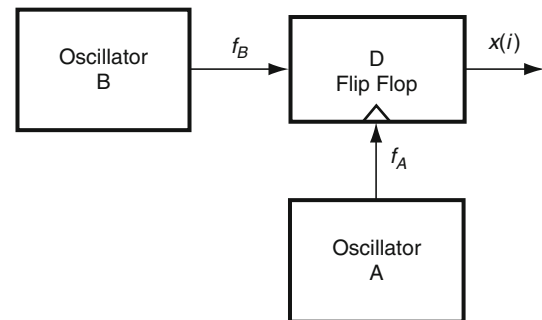 Oscillator
B
f_B
D
Flip Flop
x(i)
f_A
Oscillator
A